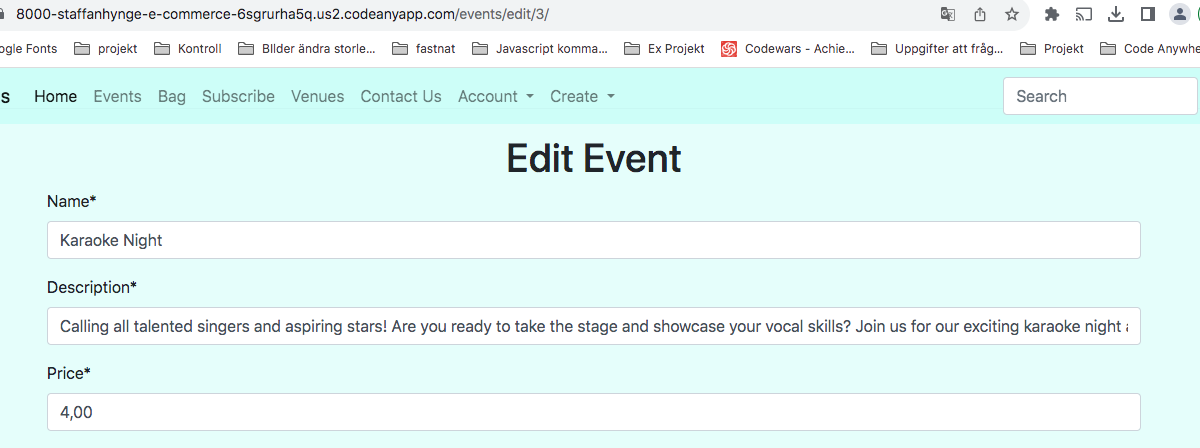 8000-staffanhynge-e-commerce-6sgrurha5q.us2.codeanyapp.com/events/edit/3/
ogle Fonts projekt Kontroll BIlder ändra storle... fastnat Javascript komma... Ex Projekt Codewars - Achie... Uppgifter att fråg... Projekt Code Anywhe
s Home Events Bag Subscribe Venues Contact Us Account Create Search
Edit Event
Name*
Karaoke Night
Description*
Calling all talented singers and aspiring stars! Are you ready to take the stage and showcase your vocal skills? Join us for our exciting karaoke night a
Price*
4,00